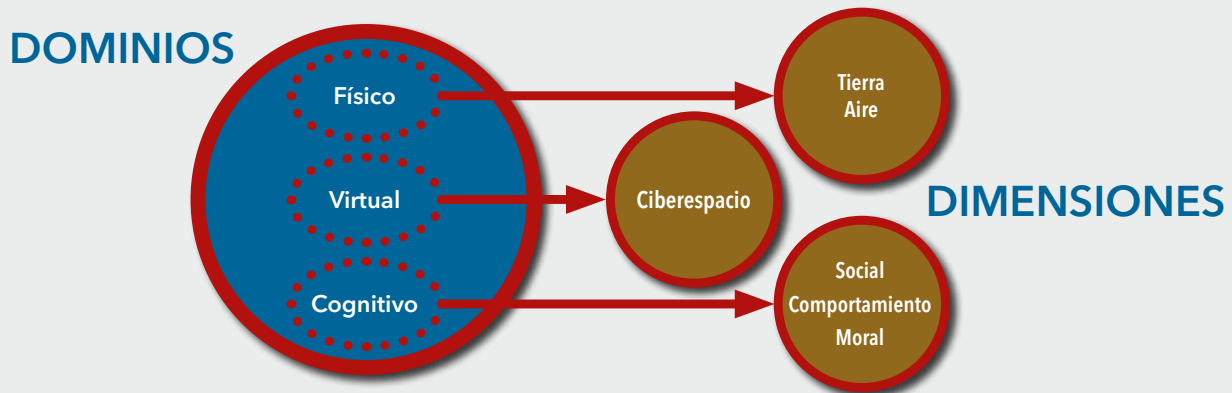 DOMINIOS
Físico
Tierra
Aire
Virtual
Ciberespacio
DIMENSIONES
Cognitivo
Social
Comportamiento
Moral